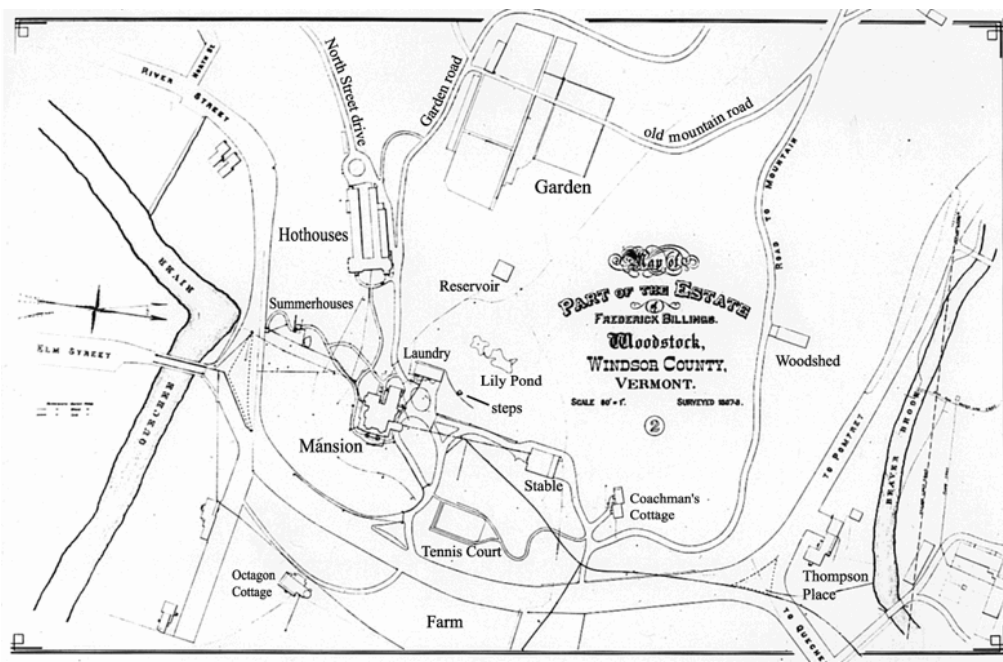 NORTH ST
RIVER
STREET
North Street drive
Garden road
old mountain road
ROAD TO MOUNTAIN
Garden
Hothouses
Reservoir
Summerhouses
Map of
PART OF THE ESTATE
of
FREDERICK BILLINGS.
Woodstock,
WINDSOR COUNTY,
VERMONT.
SCALE 80'=1".
SURVEYED 1887-8.
2
ELM STREET
QUECHEE
Laundry
Lily Pond
steps
Woodshed
Mansion
Stable
Coachman's
Cottage
Tennis Court
Octagon
Cottage
Farm
TO POMFRET
BEAVER BROOK
Thompson
Place
TO QUECHE